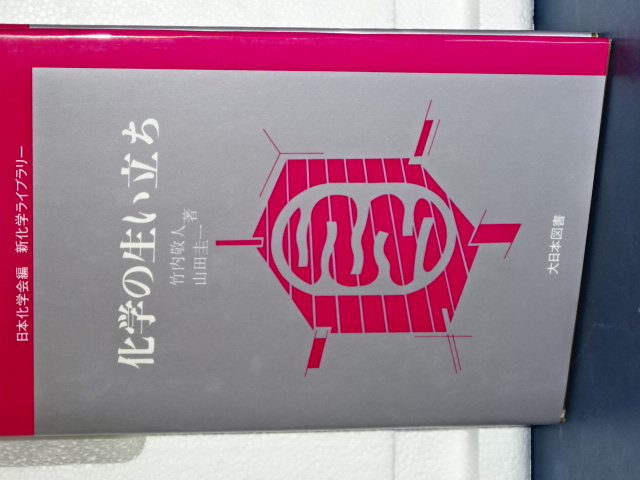 日本化学会編 新化学ライブラリー
化学の生い立ち
竹内敬人
山田圭一 著
大日本図書